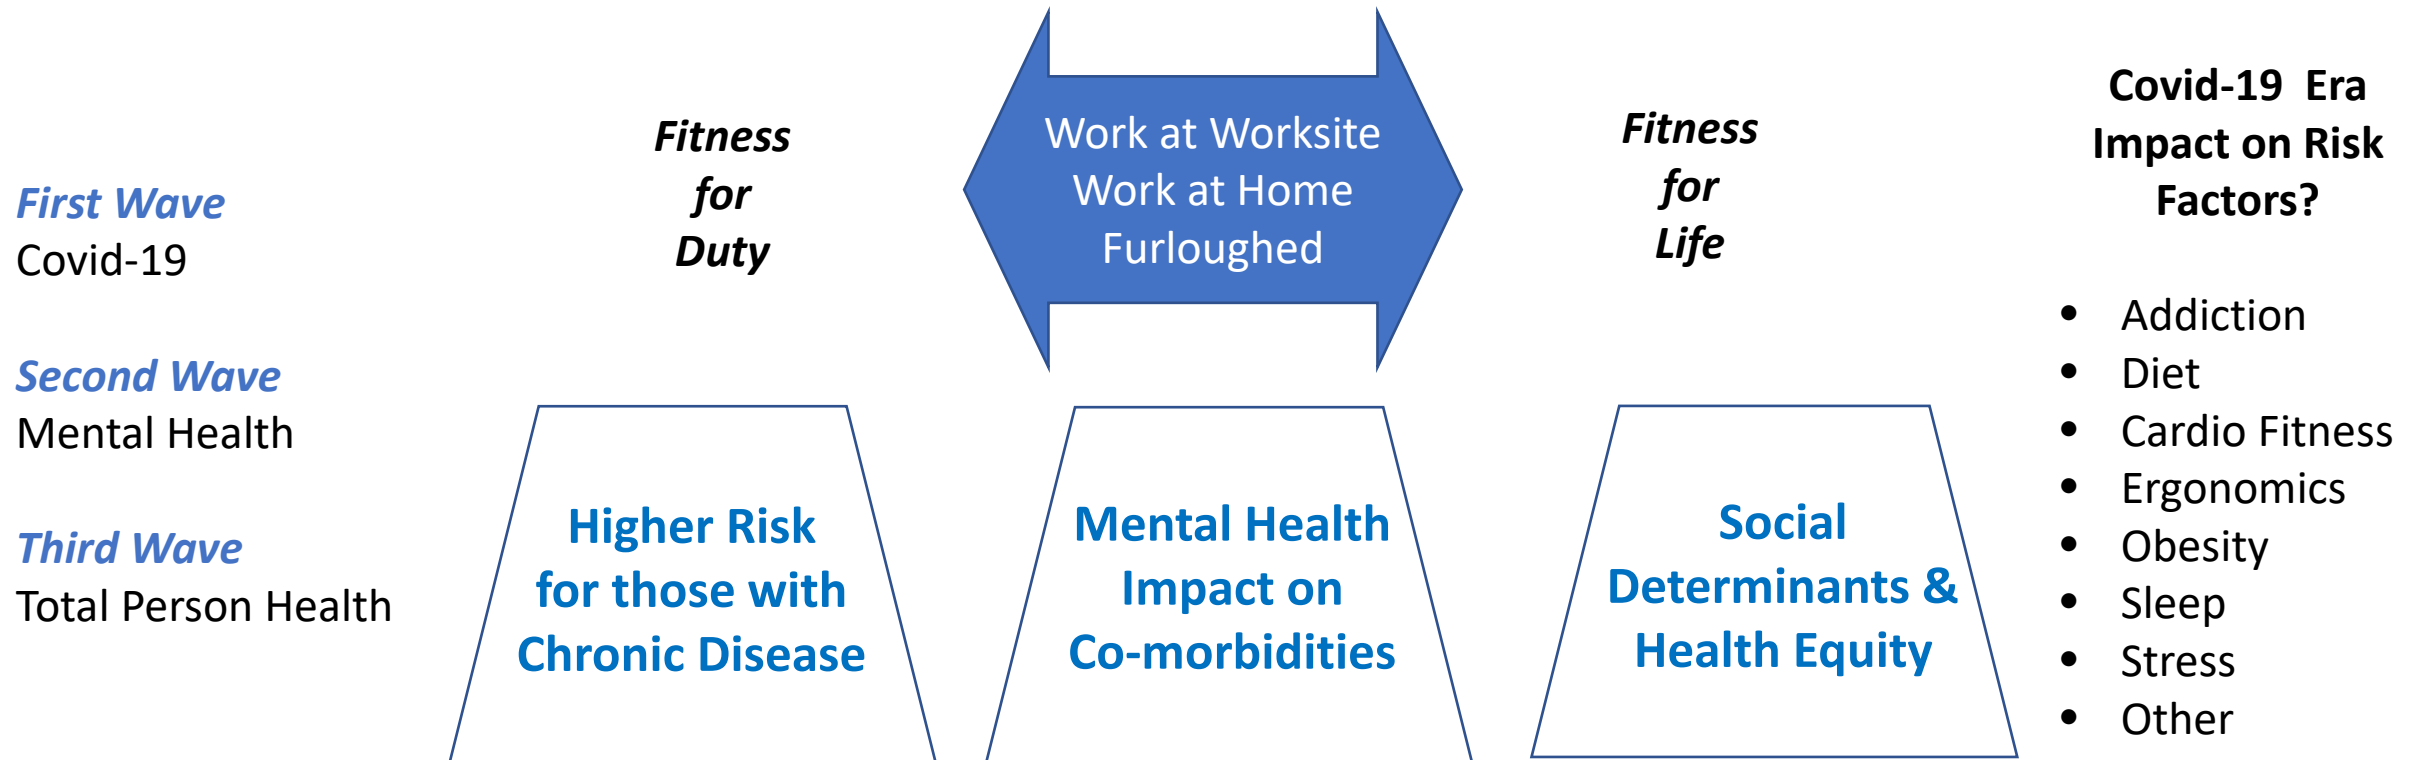 First Wave
Covid-19
Second Wave
Mental Health
Third Wave
Total Person Health
Fitness
for
Duty
Work at Worksite
Work at Home
Furloughed
Fitness
for
Life
Higher Risk
for those with
Chronic Disease
Mental Health
Impact on
Co-morbidities
Social
Determinants &
Health Equity
Covid-19 Era
Impact on Risk
Factors?
• Addiction
• Diet
• Cardio Fitness
• Ergonomics
• Obesity
• Sleep
• Stress
• Other